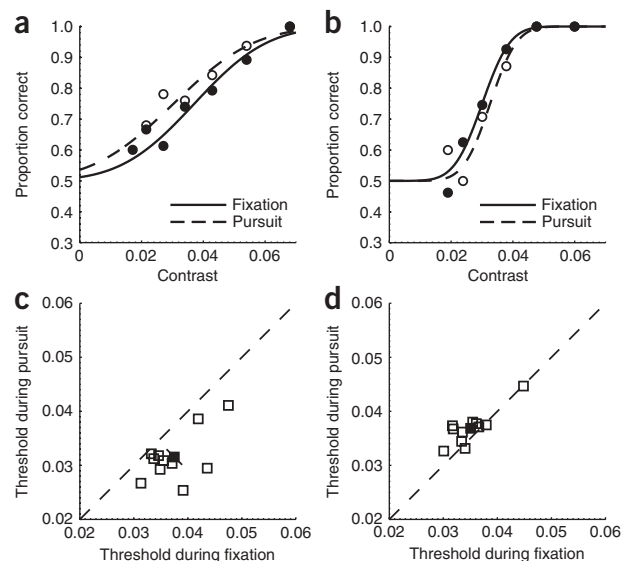 a
Proportion correct
1.0
0.9
0.8
0.7
0.6
0.5
0.4
0.3
Fixation
Pursuit
0 0.02 0.04 0.06
Contrast
b
Proportion correct
1.0
0.9
0.8
0.7
0.6
0.5
0.4
0.3
Fixation
Pursuit
0 0.02 0.04 0.06
Contrast
c
Threshold during pursuit
0.06
0.05
0.04
0.03
0.02
0.02 0.03 0.04 0.05 0.06
Threshold during fixation
d
Threshold during pursuit
0.06
0.05
0.04
0.03
0.02
0.02 0.03 0.04 0.05 0.06
Threshold during fixation